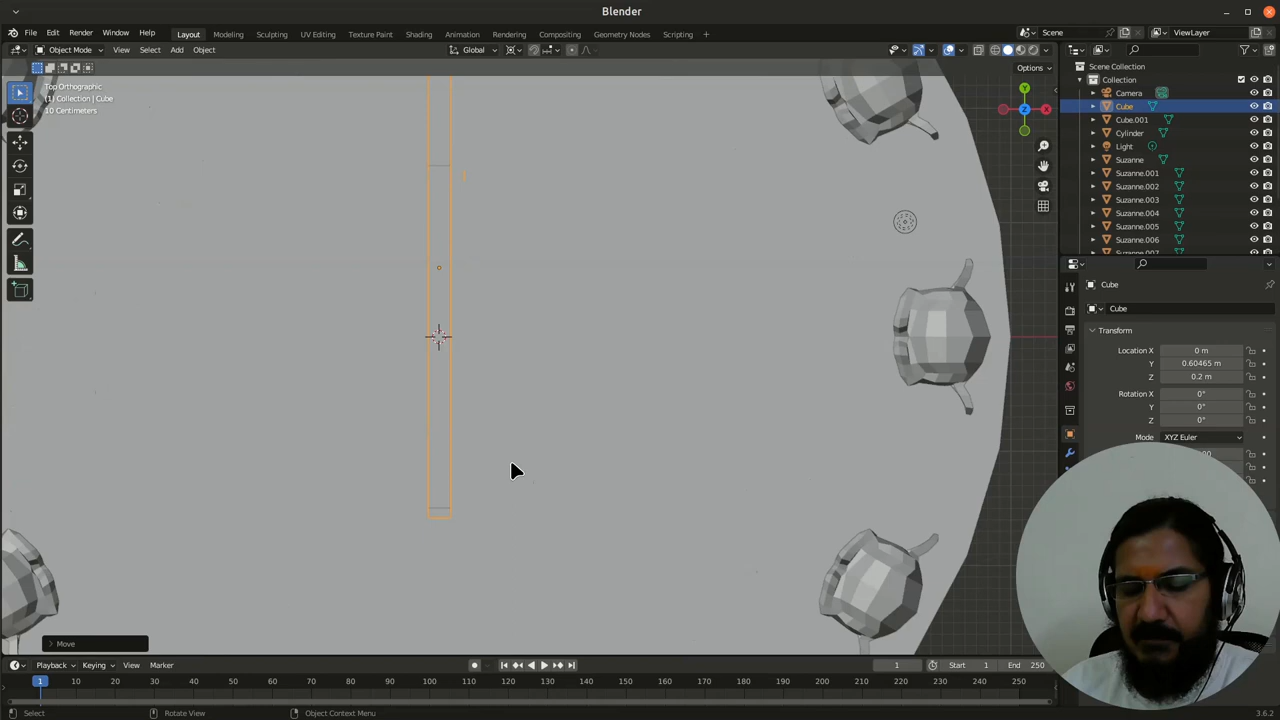 Blender
File Edit Render Window Help
Layout Modeling Sculpting UV Editing Texture Paint Shading Animation Rendering Compositing Geometry Nodes Scripting
Scene ViewLayer
Object Mode View Select Add Object Global
Options
Top Orthographic
(1) Collection | Cube
10 Centimeters
Y
X
Z
Scene Collection
Collection
Camera
Cube
Cube.001
Cylinder
Light
Suzanne
Suzanne.001
Suzanne.002
Suzanne.003
Suzanne.004
Suzanne.005
Suzanne.006
Cube
Cube
Transform
Location X 0 m
Y 0.60465 m
Z 0.2 m
Rotation X 0°
Y 0°
Z 0°
Mode XYZ Euler
Move
Playback Keying View Marker
1 Start 1 End 250
1 10 20 30 40 50 60 70 80 90 100 110 120 130 140 150 160 170 180 190 200 210 220 230 240 250
Select Rotate View Object Context Menu
3.6.2